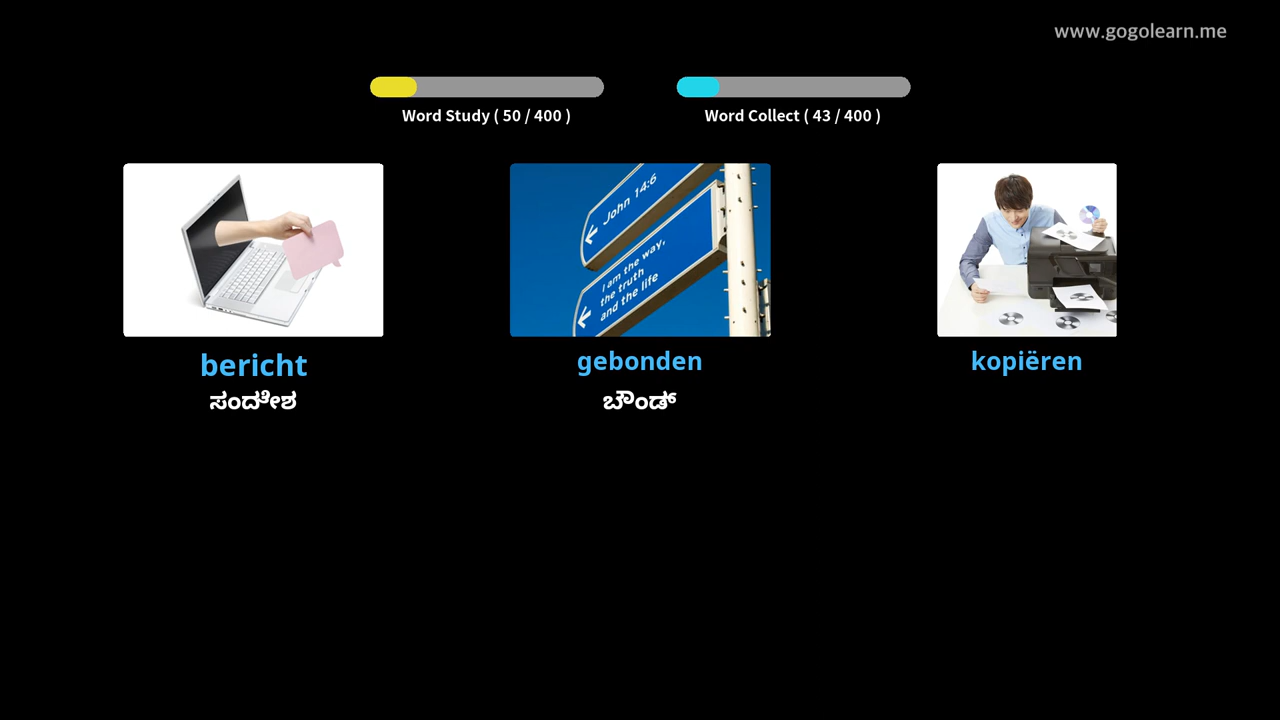 www.gogolearn.me
Word Study ( 50 / 400 )
Word Collect ( 43 / 400 )
John 14:6
I am the way,
the truth
and the life
bericht
gebonden
kopiëren
ಸಂದೇಶ
ಬೌಂಡ್